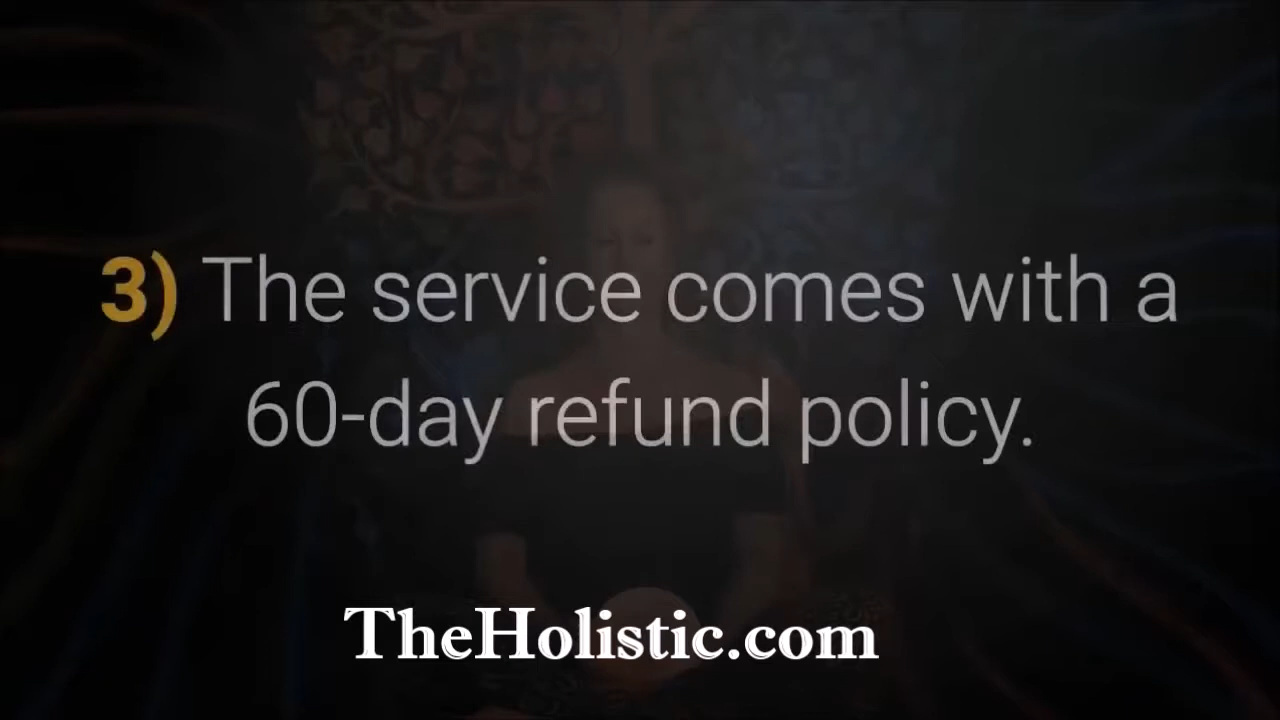 3) The service comes with a
60-day refund policy.
TheHolistic.com